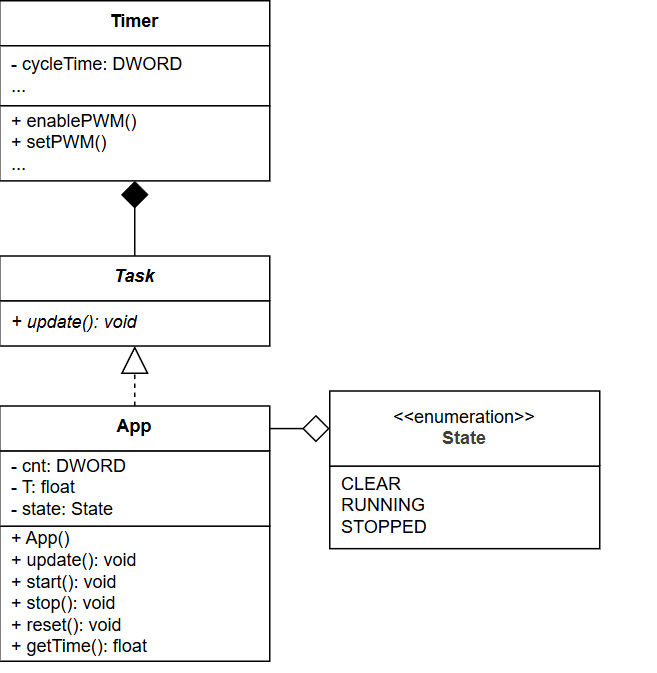 Timer
- cycleTime: DWORD
...
+ enablePWM()
+ setPWM()
...
Task
+ update(): void
App
- cnt: DWORD
- T: float
- state: State
+ App()
+ update(): void
+ start(): void
+ stop(): void
+ reset(): void
+ getTime(): float
<<enumeration>>
State
CLEAR
RUNNING
STOPPED